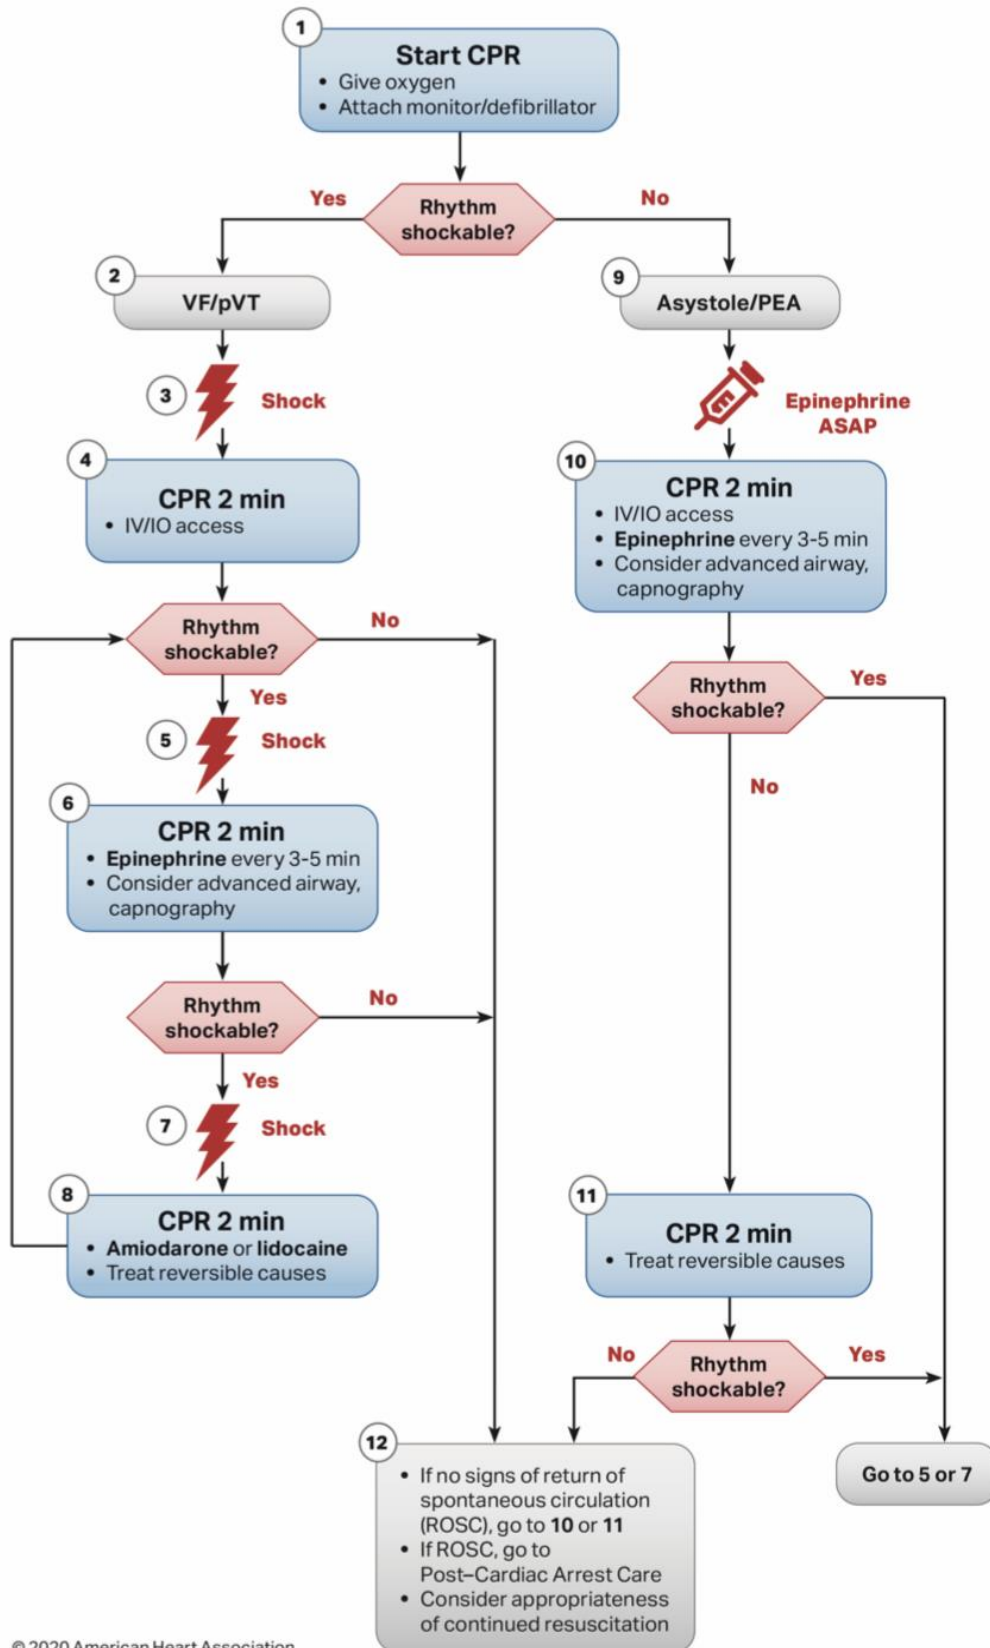 1
Start CPR
• Give oxygen
• Attach monitor/defibrillator
Yes
Rhythm
shockable?
No
2
VF/pVT
3
Shock
4
CPR 2 min
• IV/IO access
Rhythm
shockable?
No
Yes
5
Shock
6
CPR 2 min
• Epinephrine every 3-5 min
• Consider advanced airway,
capnography
Rhythm
shockable?
No
Yes
7
Shock
8
CPR 2 min
• Amiodarone or lidocaine
• Treat reversible causes
9
Asystole/PEA
Epinephrine
ASAP
10
CPR 2 min
• IV/IO access
• Epinephrine every 3-5 min
• Consider advanced airway,
capnography
Rhythm
shockable?
Yes
No
11
CPR 2 min
• Treat reversible causes
No
Rhythm
shockable?
Yes
12
• If no signs of return of
spontaneous circulation
(ROSC), go to 10 or 11
• If ROSC, go to
Post–Cardiac Arrest Care
• Consider appropriateness
of continued resuscitation
Go to 5 or 7
© 2020 American Heart Association